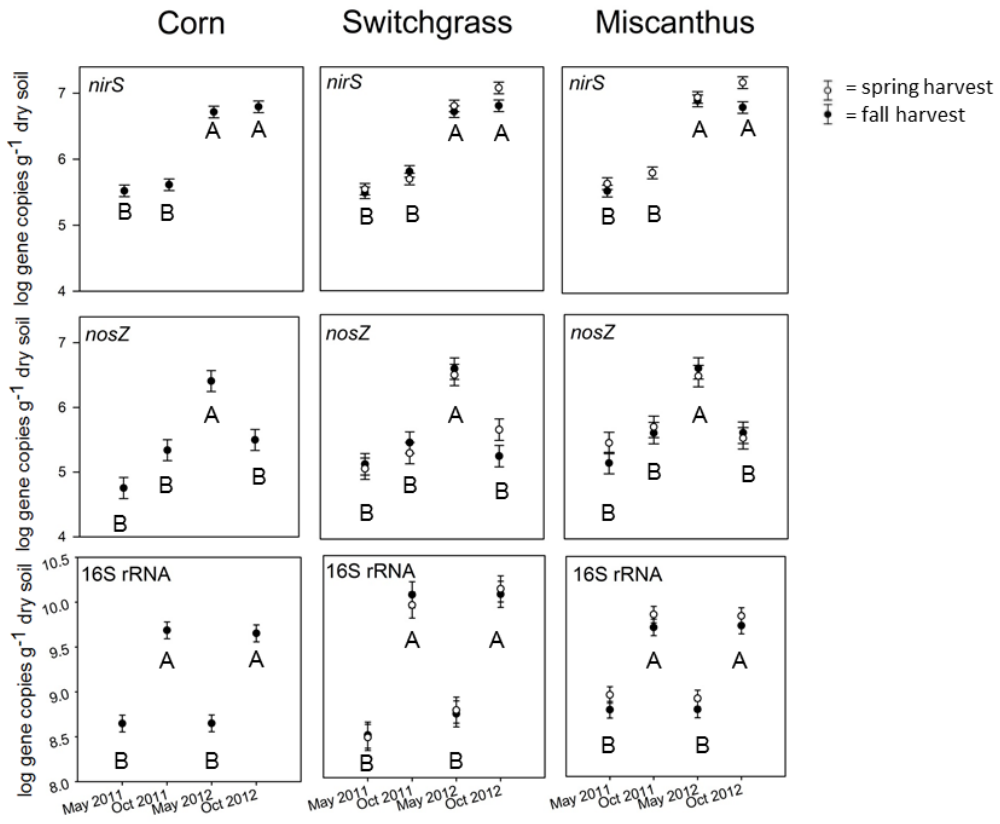 Corn Switchgrass Miscanthus
log gene copies g-1 dry soil
nirS
7
6
5
4
A A
B B
nirS
A A
B B
nirS
A A
B B
= spring harvest
= fall harvest
log gene copies g-1 dry soil
nosZ
7
6
5
4
A
B B
B
nosZ
A
B B
B
nosZ
A
B B
B
log gene copies g-1 dry soil
16S rRNA
10.5
10.0
9.5
9.0
8.5
8.0
A A
B B
16S rRNA
A A
B B
16S rRNA
A A
B B
May 2011 Oct 2011 May 2012 Oct 2012
May 2011 Oct 2011 May 2012 Oct 2012
May 2011 Oct 2011 May 2012 Oct 2012